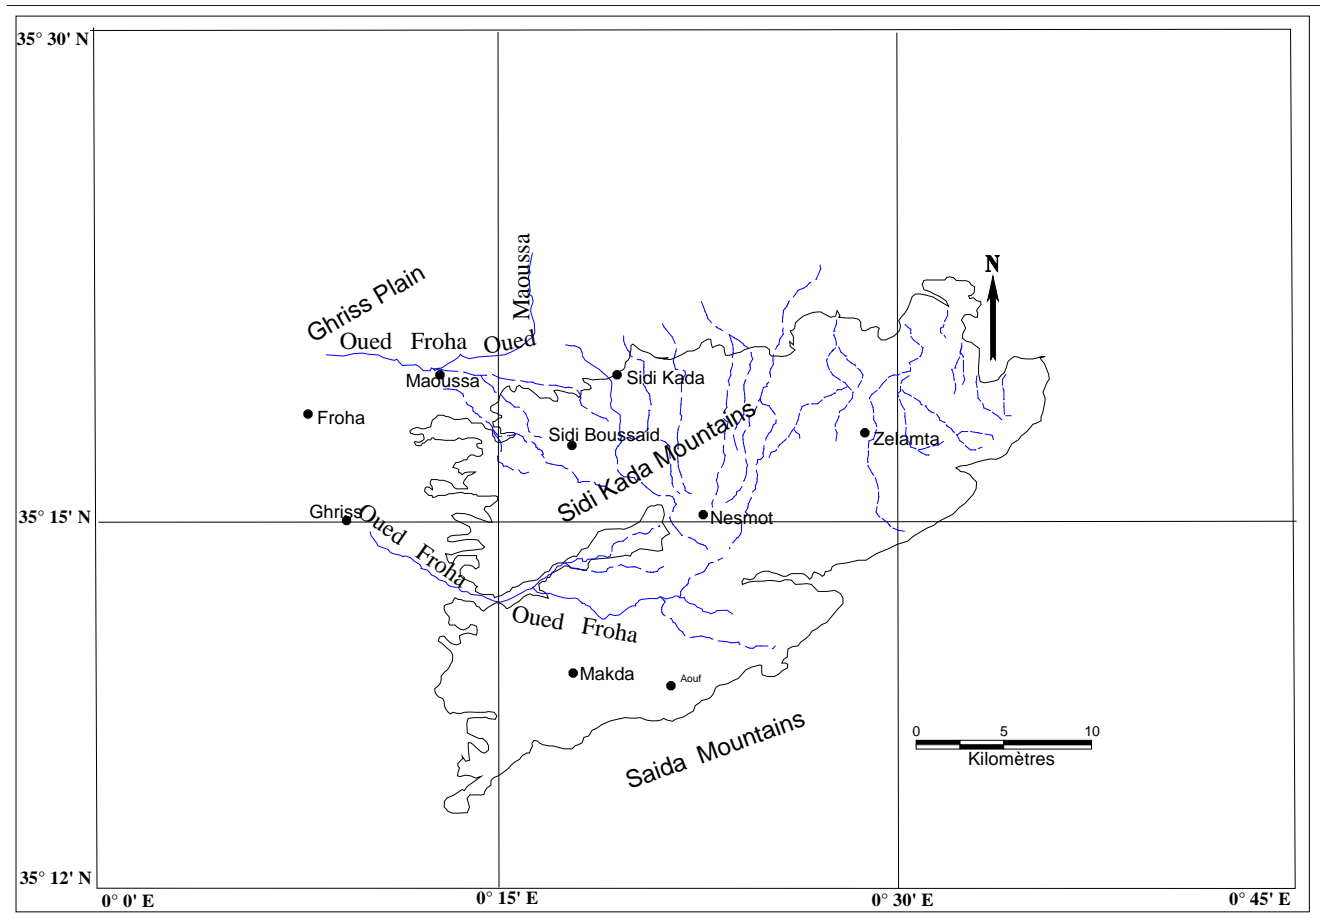 35° 30' N
N
Ghriss Plain
Maoussa
Oued Froha Oued
Maoussa
Sidi Kada
Froha
Sidi Boussaid
Zelamta
Sidi Kada Mountains
35° 15' N
Ghriss
Oued Froha
Nesmot
Oued Froha
Makda
Aouf
Saida Mountains
0 5 10
Kilomètres
35° 12' N
0° 0' E
0° 15' E
0° 30' E
0° 45' E